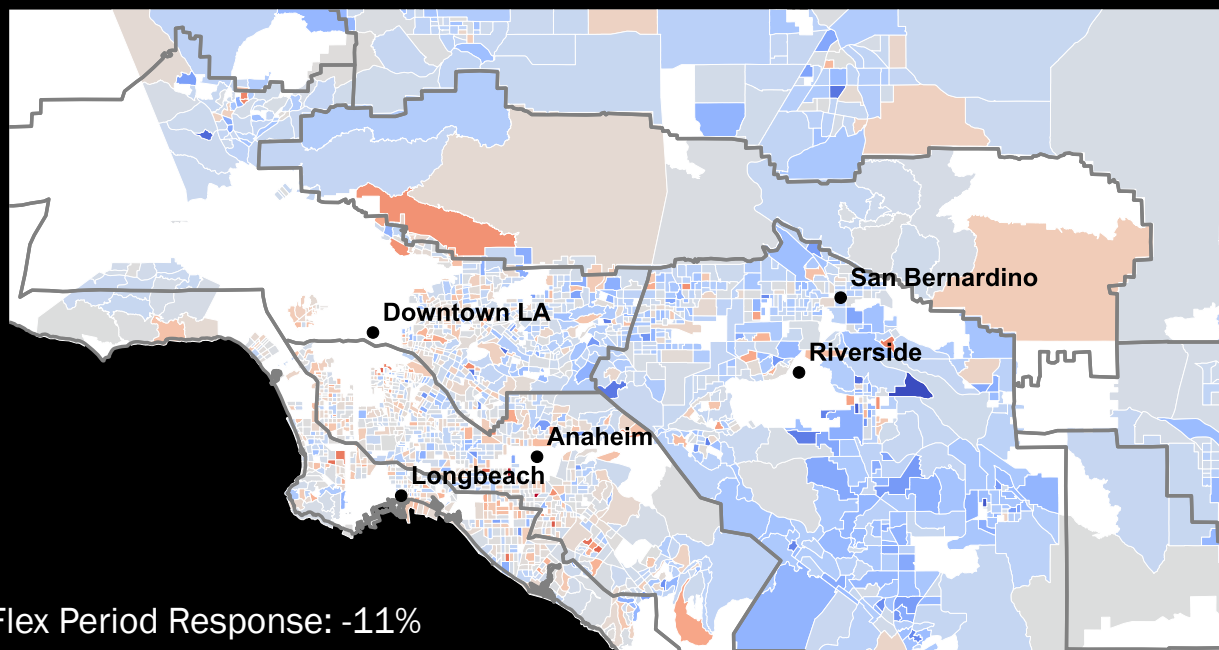 San Bernardino
Downtown LA
Riverside
Anaheim
Longbeach
Flex Period Response: -11%